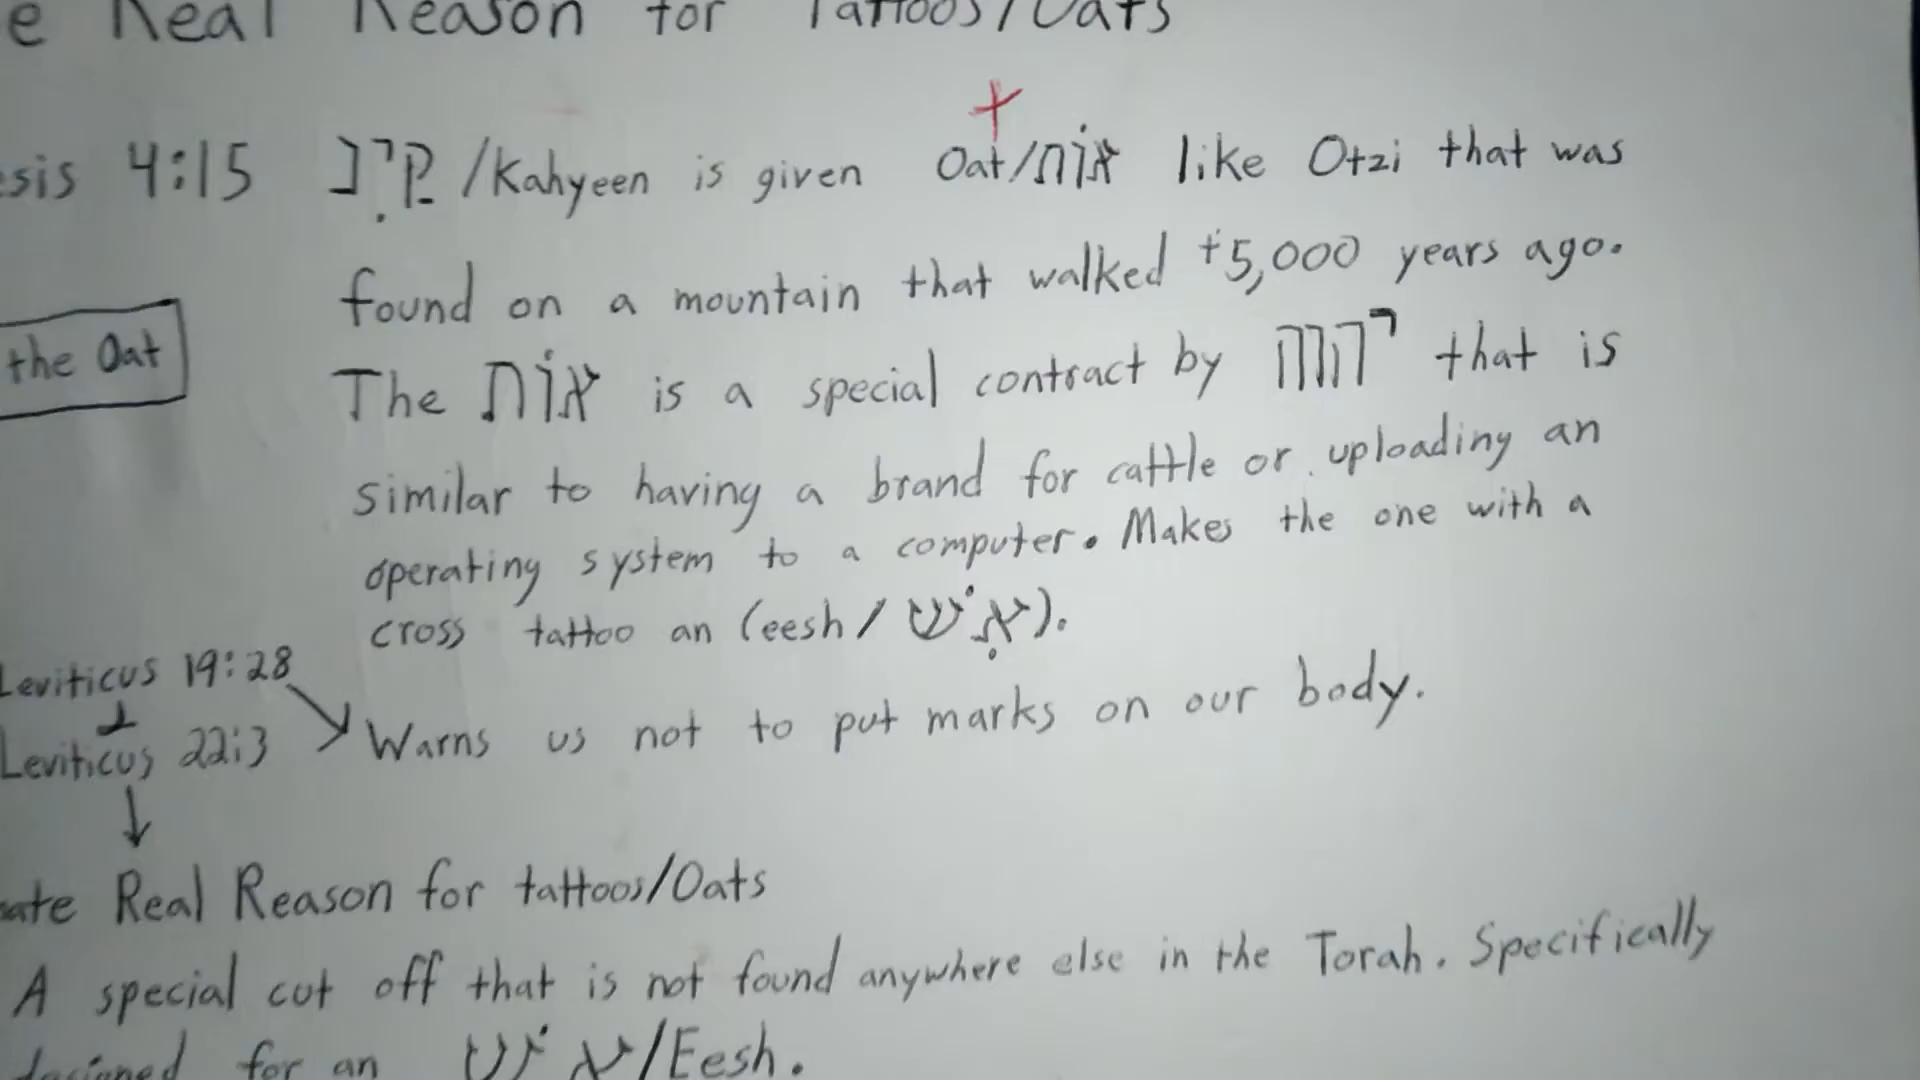 e Real Reason for Tattoos/Oats
esis 4:15 קִין/Kahyeen is given Oat/אוֹת like Otzi that was
found on a mountain that walked +5,000 years ago.
the Oat
The אוֹת is a special contract by יהוה that is
similar to having a brand for cattle or uploading an
operating system to a computer. Makes the one with a
cross tattoo an (eesh/אִישׁ).
Leviticus 19:28
Leviticus 22:3
Warns us not to put marks on our body.
ate Real Reason for tattoos/Oats
A special cut off that is not found anywhere else in the Torah. Specifically
designed for an אישׁ/Eesh.